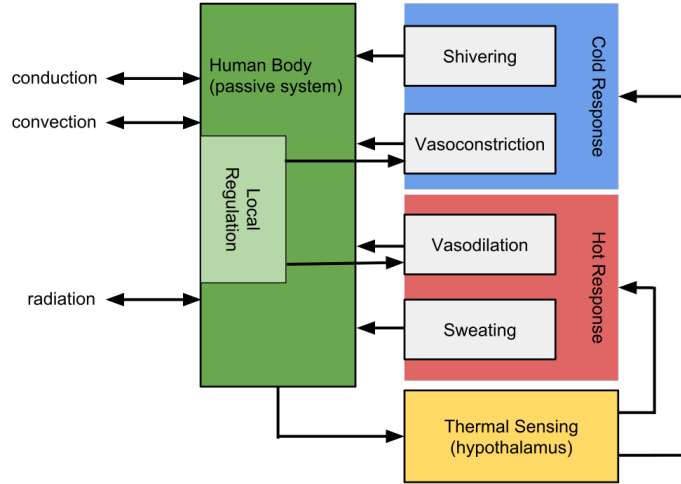 conduction
convection
radiation
Human Body
(passive system)
Local
Regulation
Shivering
Vasoconstriction
Cold Response
Vasodilation
Sweating
Hot Response
Thermal Sensing
(hypothalamus)